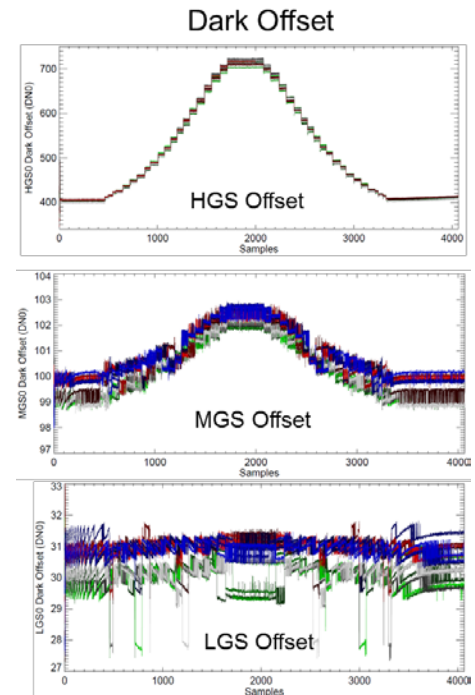 Dark Offset
HGS0 Dark Offset (DN0)
700
600
500
400
HGS Offset
0 1000 2000 3000 4000
Samples
MGS0 Dark Offset (DN0)
104
103
102
101
100
99
98
97
MGS Offset
0 1000 2000 3000 4000
Samples
LGS0 Dark Offset (DN0)
33
32
31
30
29
28
27
LGS Offset
0 1000 2000 3000 4000
Samples